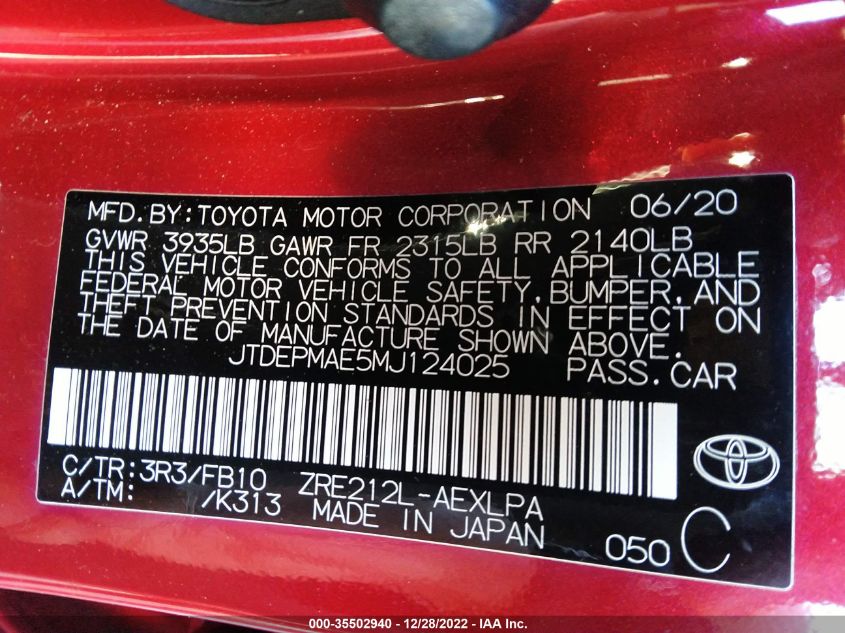 MFD. BY: TOYOTA MOTOR CORPORATION 06/20
GVWR 3935LB GAWR FR 2315LB RR 2140LB
THIS VEHICLE CONFORMS TO ALL APPLICABLE
FEDERAL MOTOR VEHICLE SAFETY, BUMPER, AND
THEFT PREVENTION STANDARDS IN EFFECT ON
THE DATE OF MANUFACTURE SHOWN ABOVE.
JTDEPMAE5MJ124025 PASS. CAR
C/TR: 3R3/FB10 ZRE212L-AEXLPA
A/TM: /K313 MADE IN JAPAN
050 C
000-35502940 - 12/28/2022 - IAA Inc.